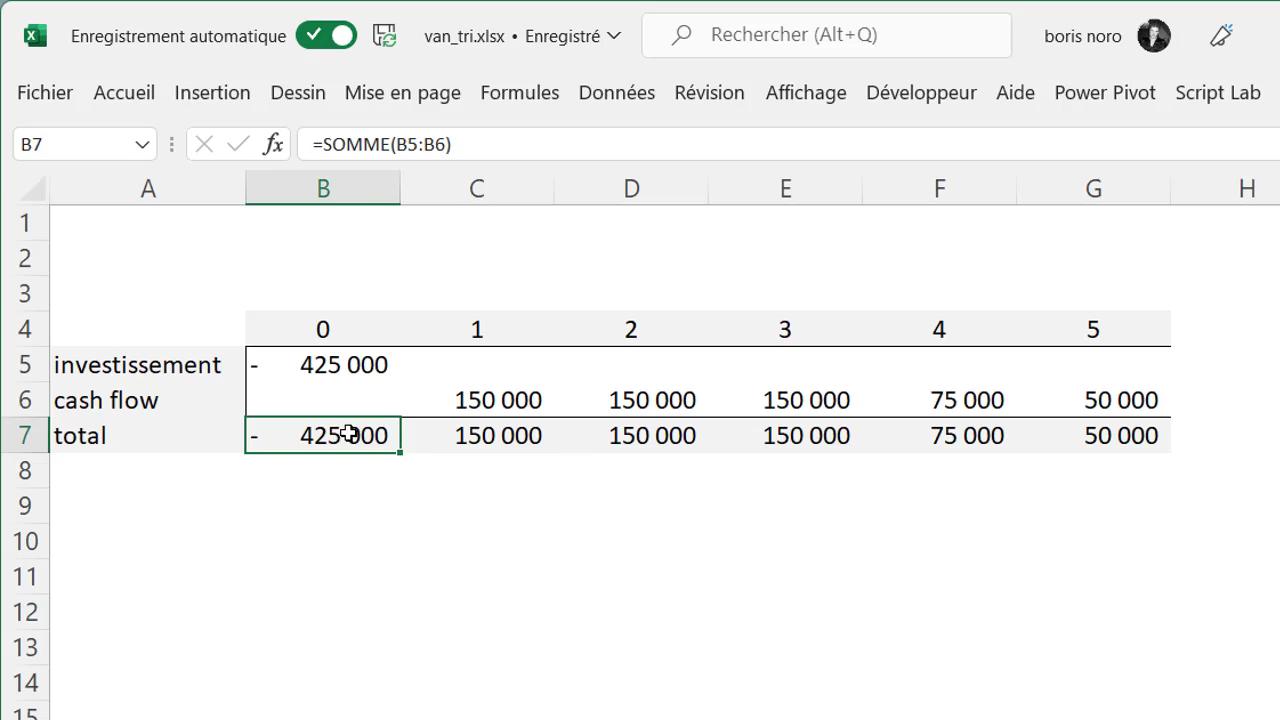 Enregistrement automatique van_tri.xlsx • Enregistré Rechercher (Alt+Q) boris noro
Fichier Accueil Insertion Dessin Mise en page Formules Données Révision Affichage Développeur Aide Power Pivot Script Lab
B7 fx =SOMME(B5:B6)
A B C D E F G H
1
2
3
4 0 1 2 3 4 5
5 investissement - 425 000
6 cash flow 150 000 150 000 150 000 75 000 50 000
7 total - 425 000 150 000 150 000 150 000 75 000 50 000
8
9
10
11
12
13
14
15